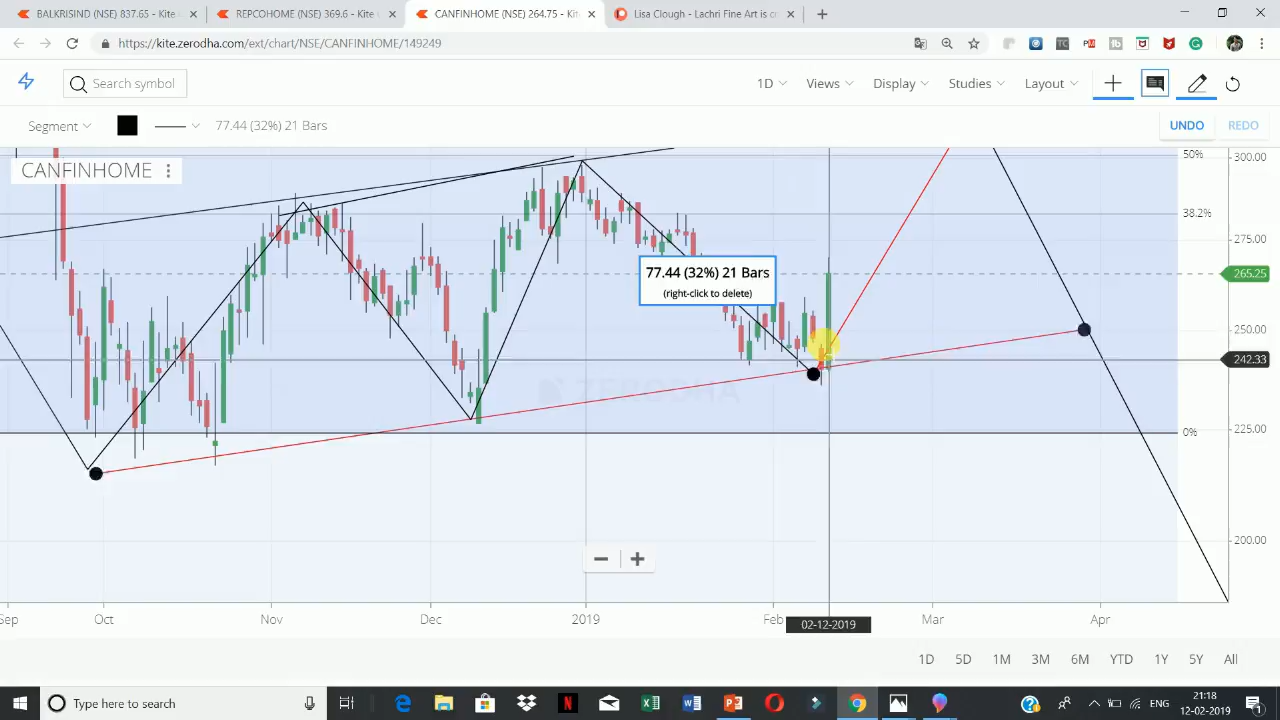 BALKRISIND (NSE) 837.65 - Kite
REPCOHOME (NSE) 369.6 - Kite
CANFINHOME (NSE) 264.75 - Kit
Lisa Clough - Lachri Fine Art is cr
https://kite.zerodha.com/ext/chart/NSE/CANFINHOME/149249
Search symbol
1D
Views
Display
Studies
Layout
Segment
77.44 (32%) 21 Bars
UNDO
REDO
CANFINHOME
50%
300.00
38.2%
275.00
77.44 (32%) 21 Bars
(right-click to delete)
265.25
250.00
242.33
ZERODHA
0%
225.00
200.00
Sep
Oct
Nov
Dec
2019
Feb
02-12-2019
Mar
Apr
1D
5D
1M
3M
6M
YTD
1Y
5Y
All
Type here to search
ENG
21:18
12-02-2019